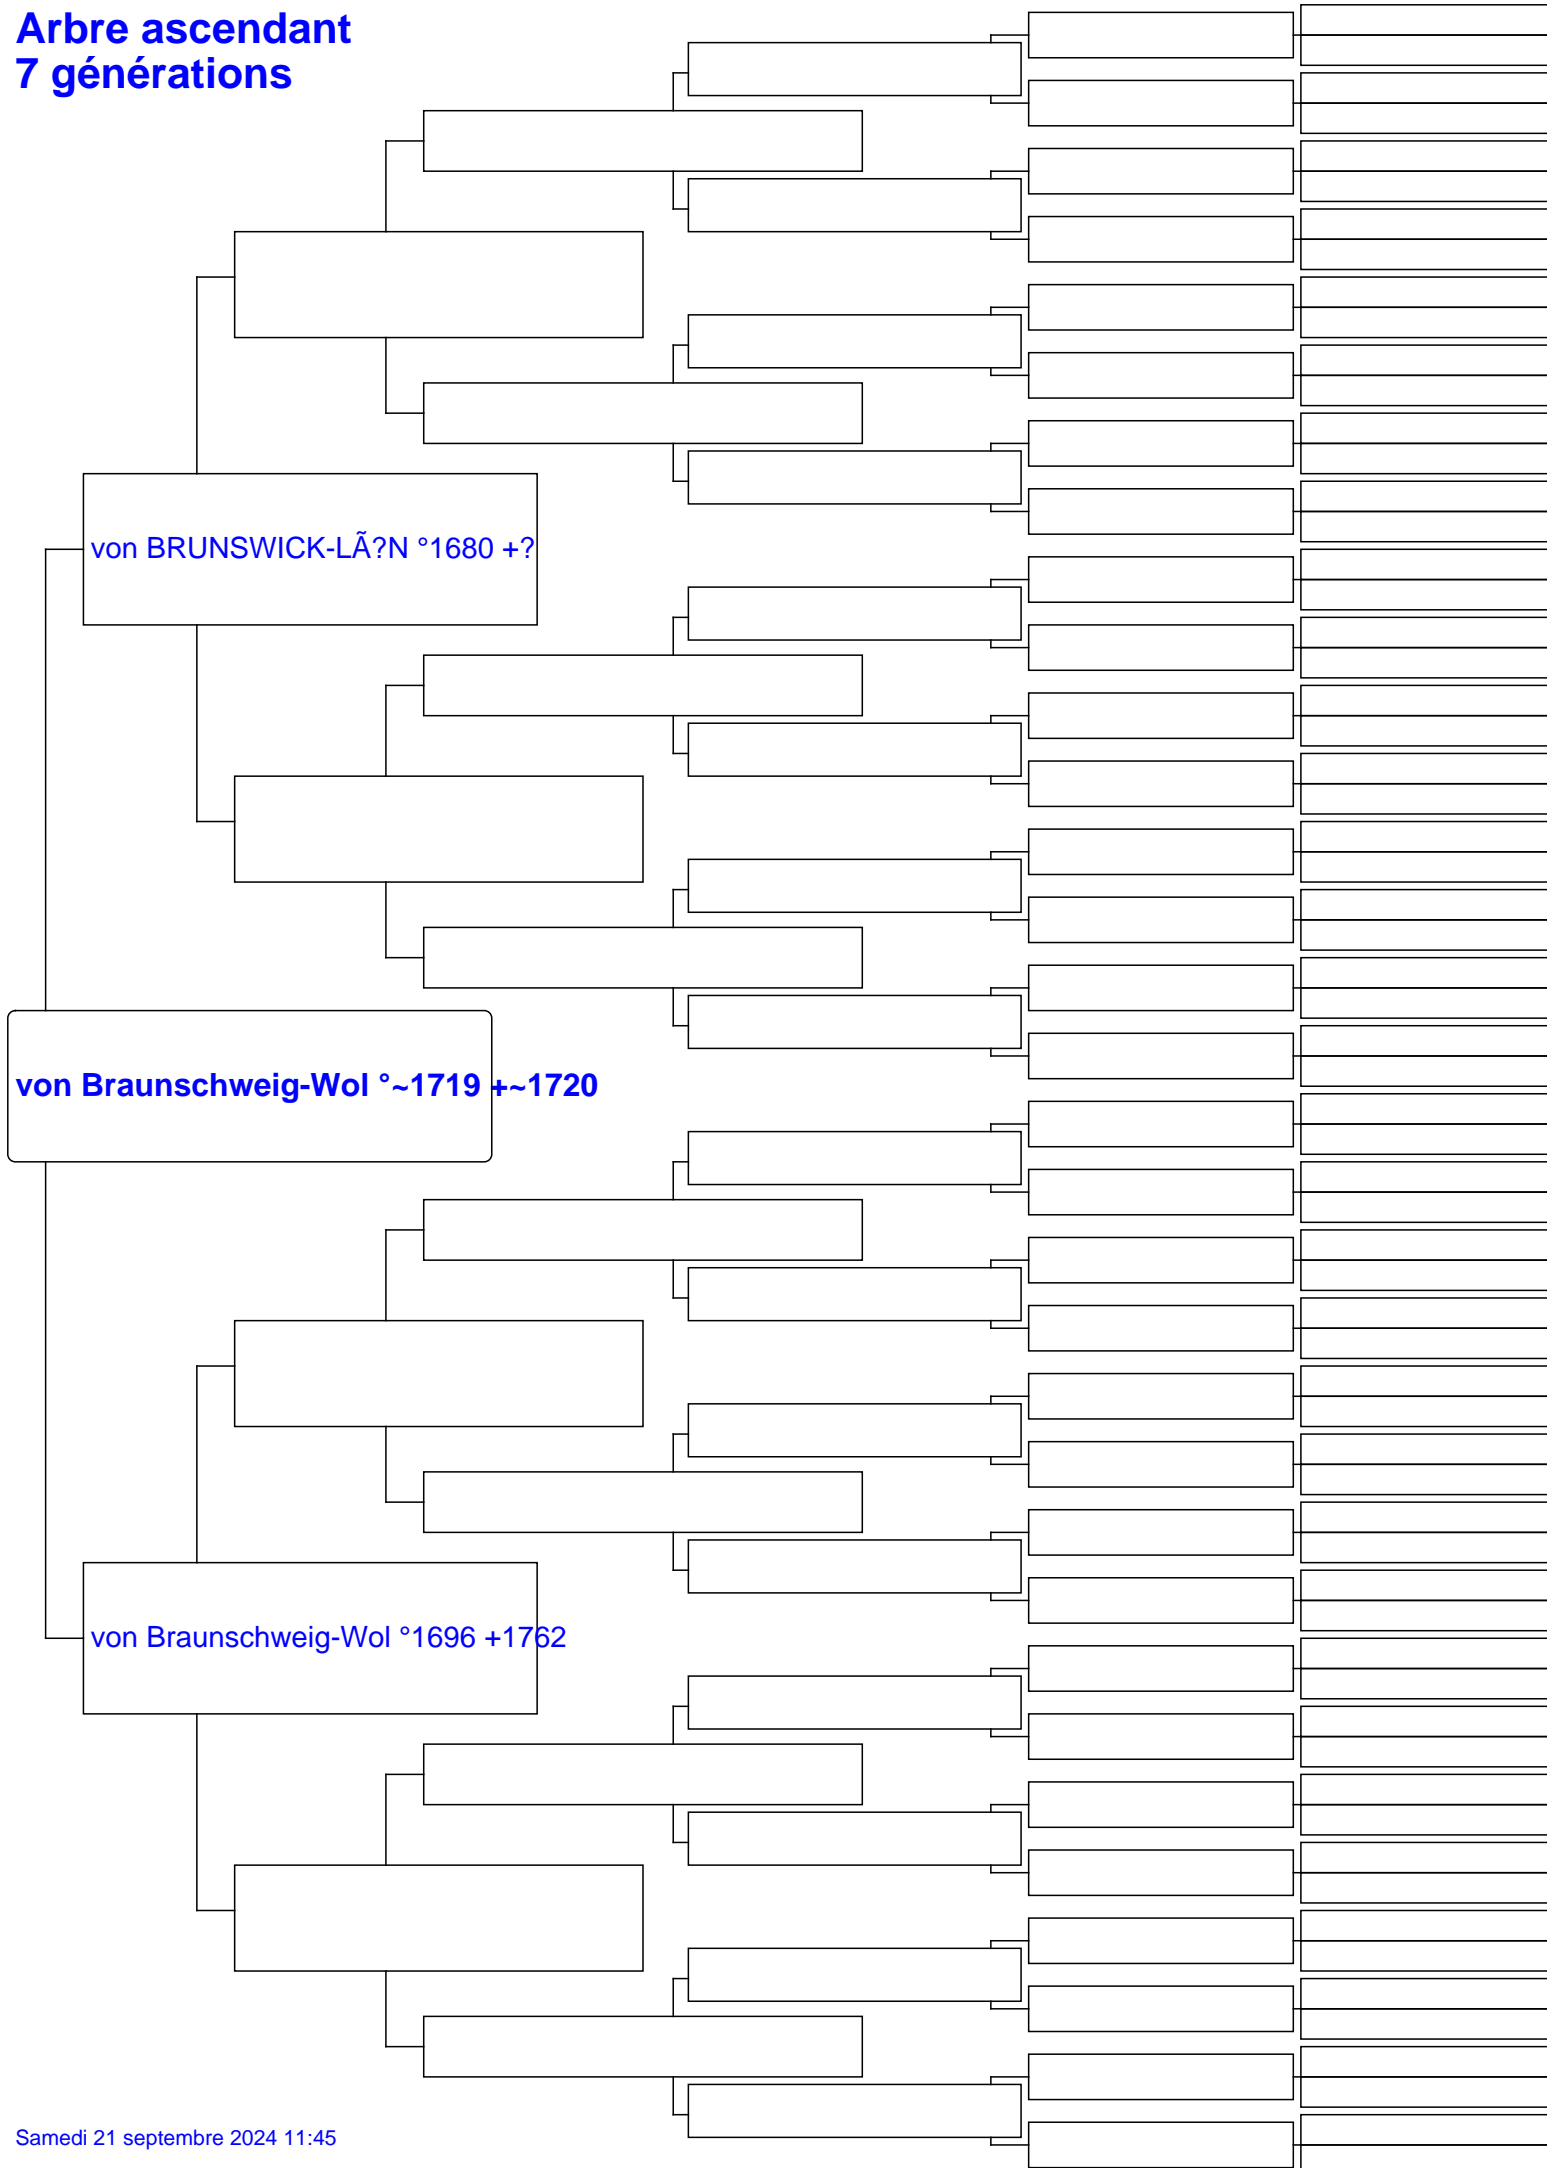 Arbre ascendant
7 générations
von BRUNSWICK-LÃ?N °1680 +?
von Braunschweig-Wol °~1719 +~1720
von Braunschweig-Wol °1696 +1762
Samedi 21 septembre 2024 11:45